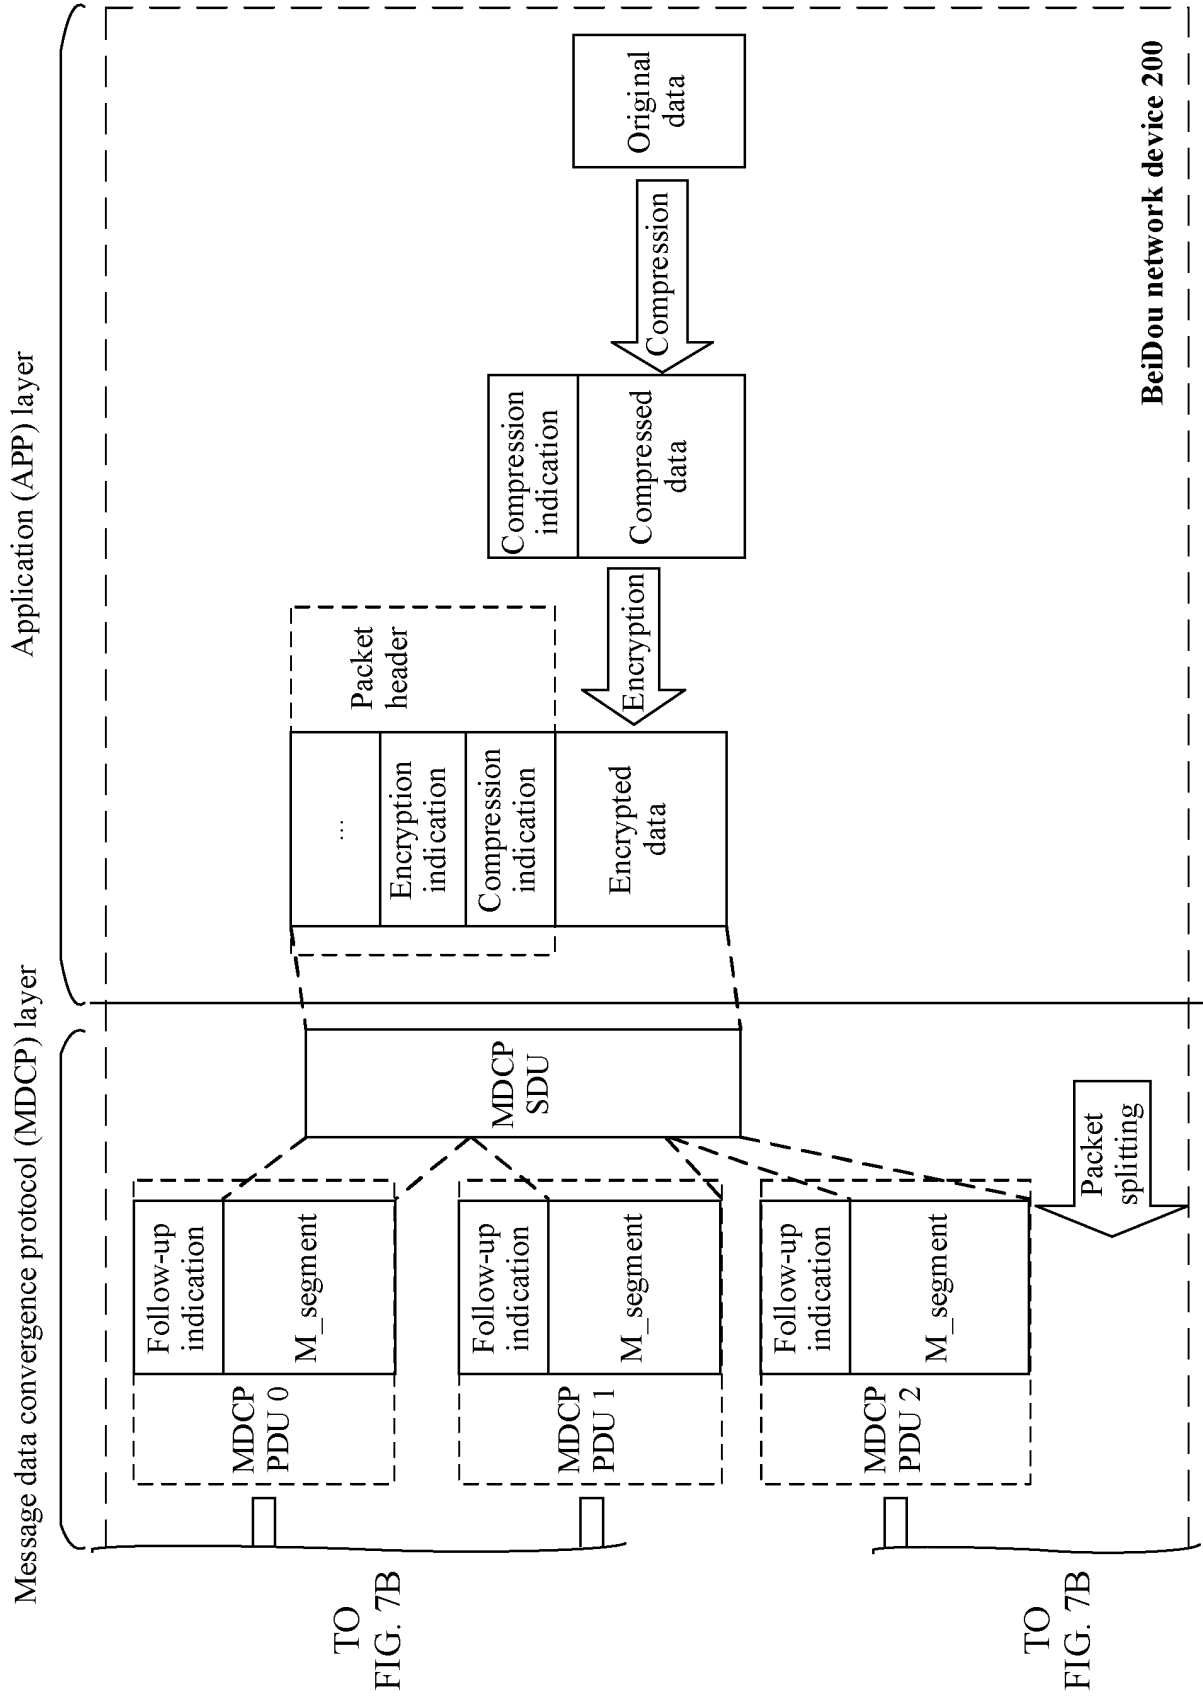 Application (APP) layer
Original
data
Compression
Compression
indication
Compressed
data
Encryption
Packet
header
...
Encryption
indication
Compression
indication
Encrypted
data
BeiDou network device 200
Message data convergence protocol (MDCP) layer
MDCP
SDU
Packet
splitting
Follow-up
indication
M_segment
MDCP
PDU 0
Follow-up
indication
M_segment
MDCP
PDU 1
Follow-up
indication
M_segment
MDCP
PDU 2
TO
FIG. 7B
TO
FIG. 7B